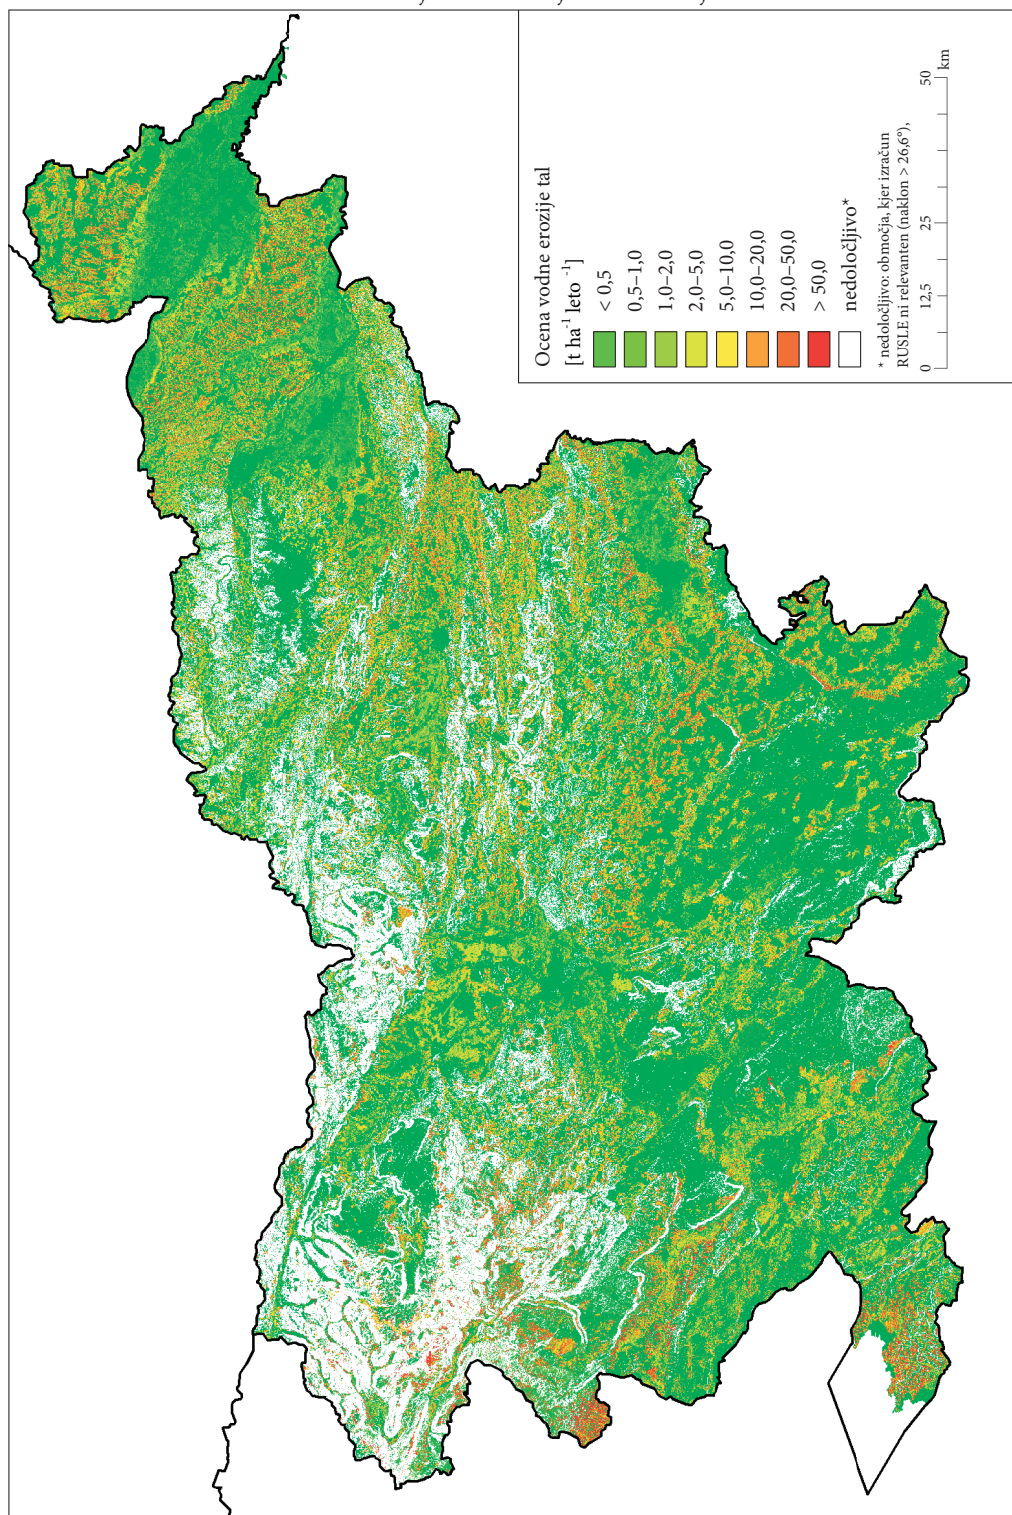 Ocena vodne erozije tal
[t ha⁻¹ leto ⁻¹]
< 0,5
0,5–1,0
1,0–2,0
2,0–5,0
5,0–10,0
10,0–20,0
20,0–50,0
> 50,0
nedoločljivo*
* nedoločljivo: območja, kjer izračun
RUSLE ni relevanten (naklon > 26,6°),
0 12,5 25 50
km